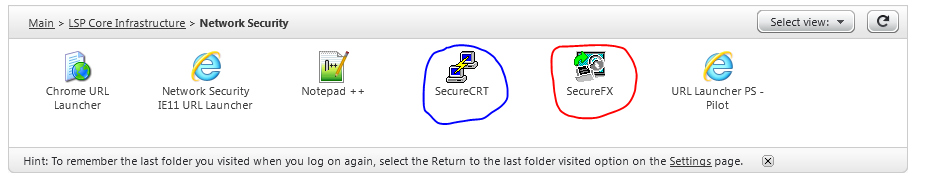 Main > LSP Core Infrastructure > Network Security
Select view:
Chrome URL
Launcher
Network Security
IE11 URL Launcher
Notepad ++
SecureCRT
SecureFX
URL Launcher PS -
Pilot
Hint: To remember the last folder you visited when you log on again, select the Return to the last folder visited option on the Settings page.